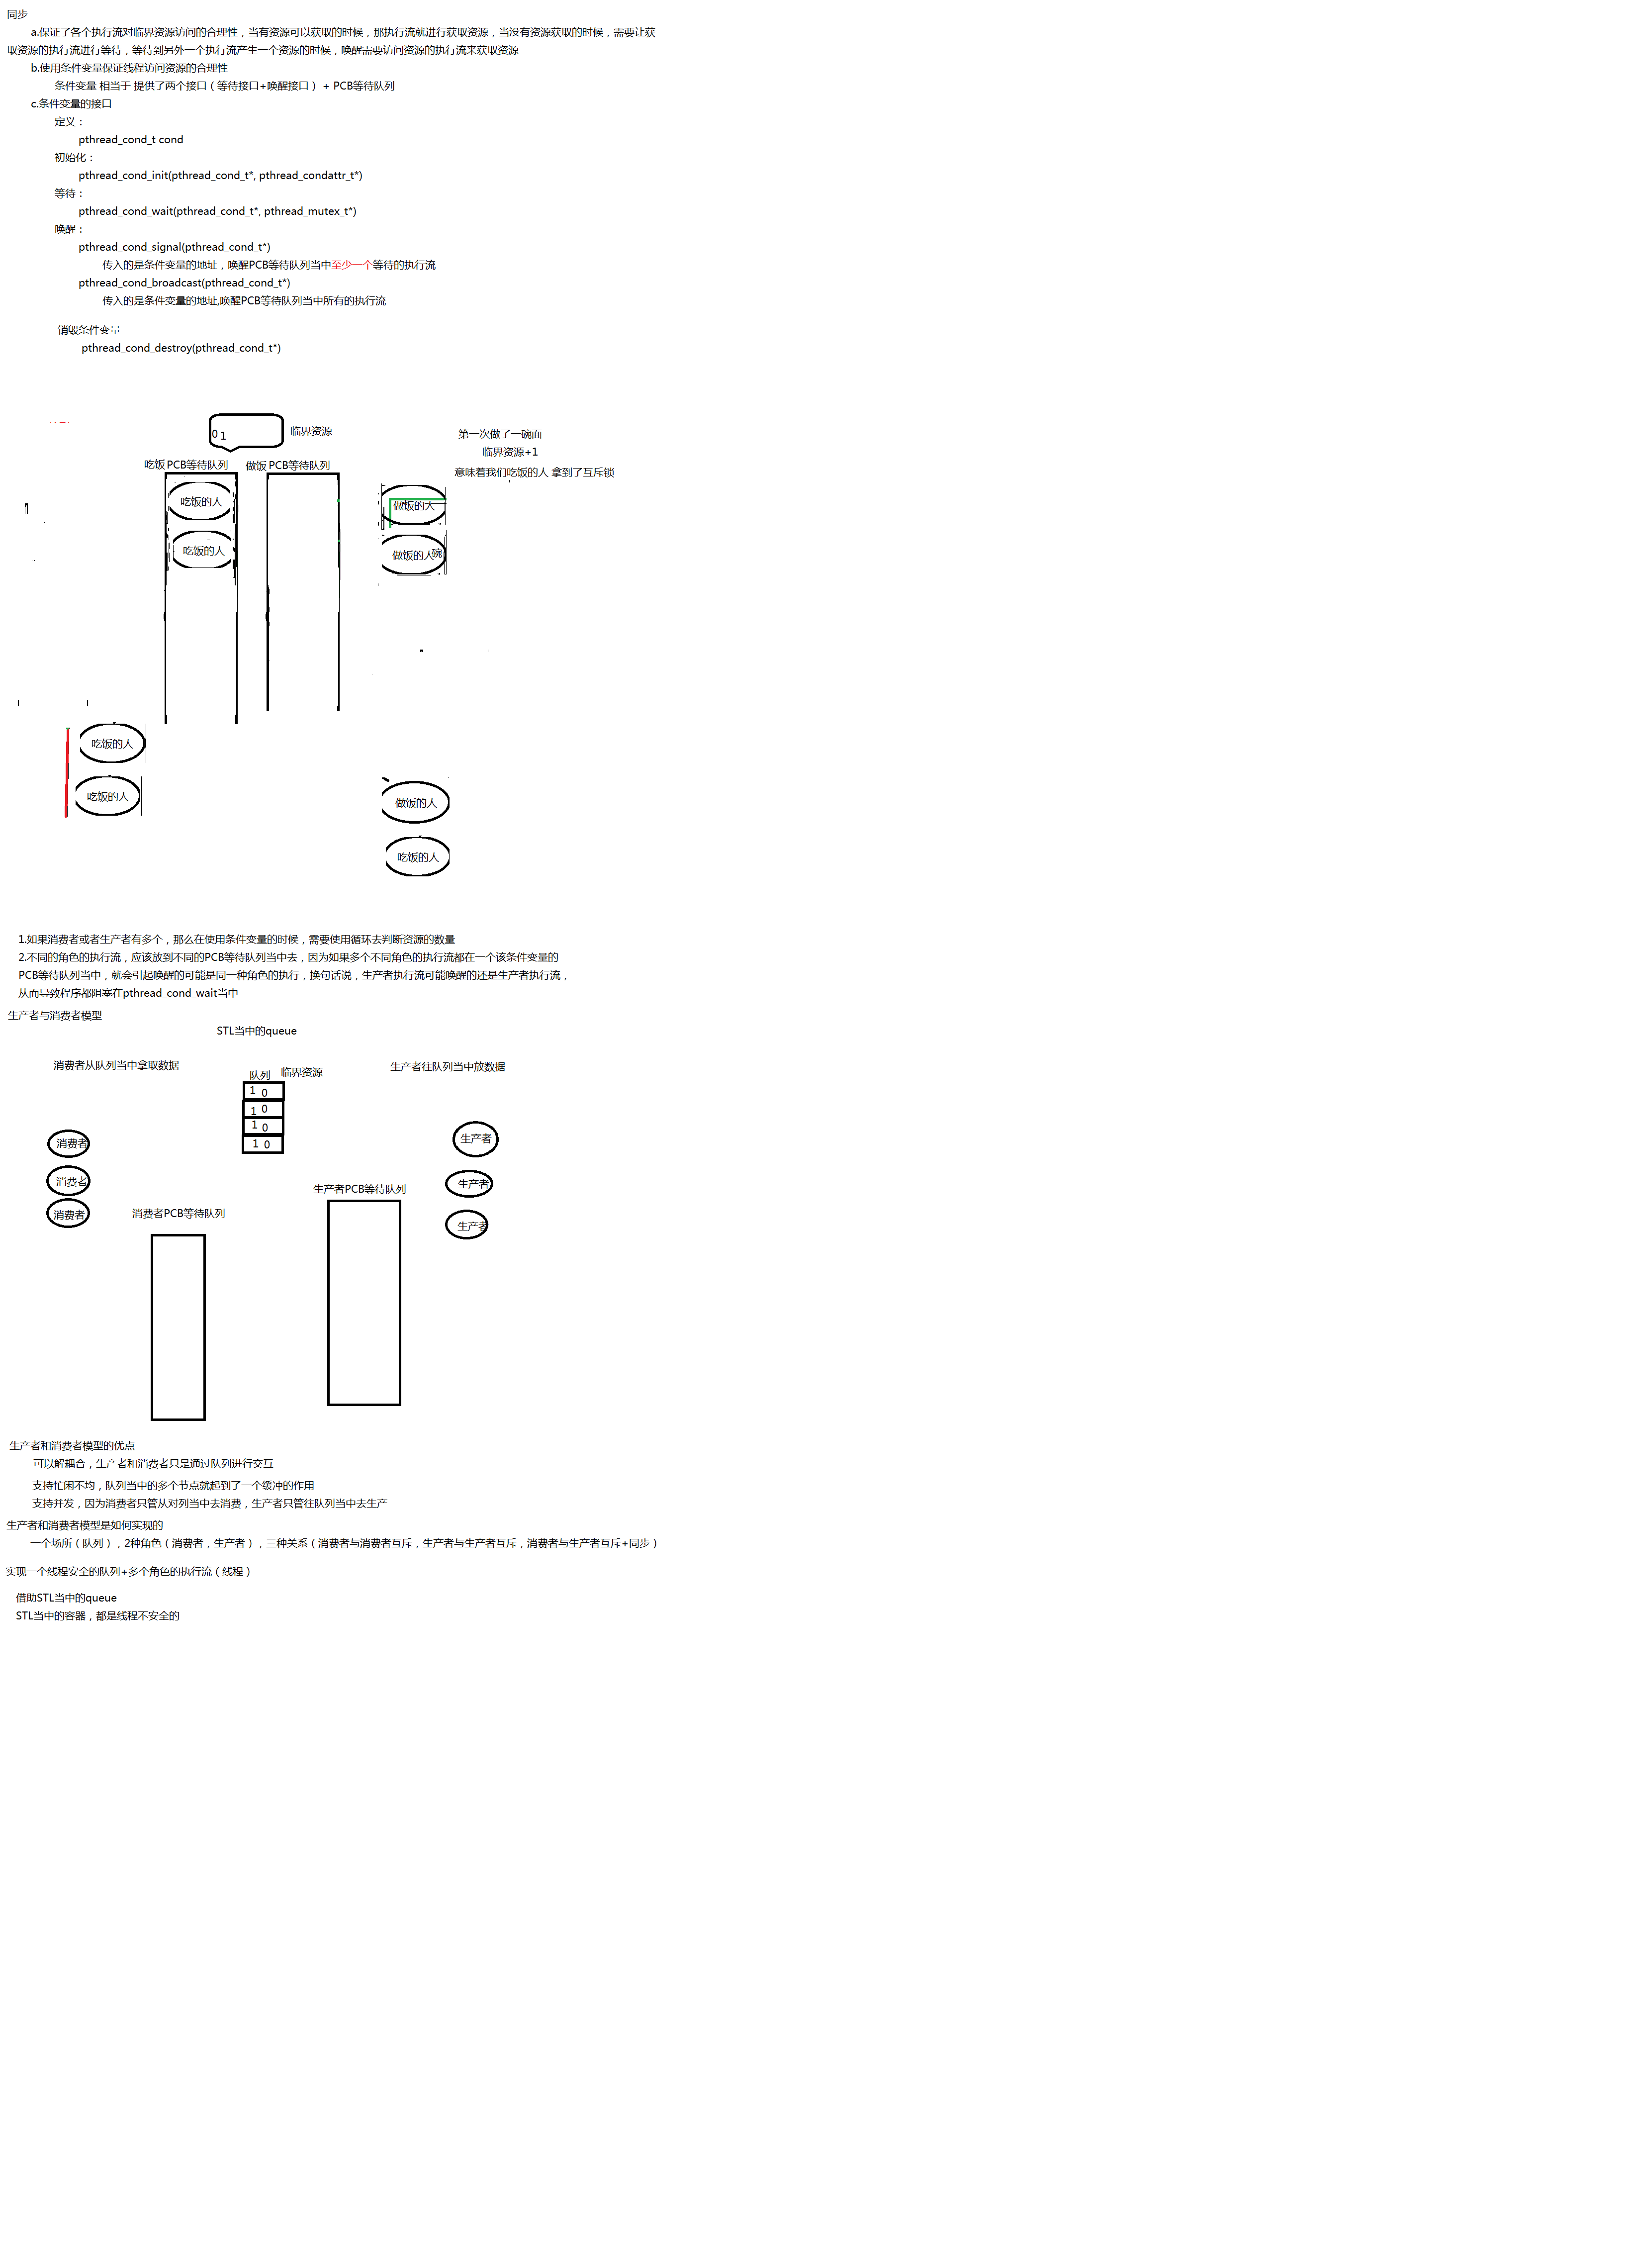 同步
a.保证了各个执行流对临界资源访问的合理性，当有资源可以获取的时候，那执行流就进行获取资源，当没有资源获取的时候，需要让获
取资源的执行流进行等待，等待到另外一个执行流产生一个资源的时候，唤醒需要访问资源的执行流来获取资源
b.使用条件变量保证线程访问资源的合理性
条件变量 相当于 提供了两个接口（等待接口+唤醒接口） + PCB等待队列
c.条件变量的接口
定义：
pthread_cond_t cond
初始化：
pthread_cond_init(pthread_cond_t*, pthread_condattr_t*)
等待：
pthread_cond_wait(pthread_cond_t*, pthread_mutex_t*)
唤醒：
pthread_cond_signal(pthread_cond_t*)
传入的是条件变量的地址，唤醒PCB等待队列当中至少一个等待的执行流
pthread_cond_broadcast(pthread_cond_t*)
传入的是条件变量的地址,唤醒PCB等待队列当中所有的执行流
销毁条件变量
pthread_cond_destroy(pthread_cond_t*)
0 1
临界资源
第一次做了一碗面
临界资源+1
意味着我们吃饭的人 拿到了互斥锁
吃饭 PCB等待队列
做饭 PCB等待队列
吃饭的人
做饭的人
吃饭的人
做饭的人
碗
吃饭的人
吃饭的人
做饭的人
吃饭的人
1.如果消费者或者生产者有多个，那么在使用条件变量的时候，需要使用循环去判断资源的数量
2.不同的角色的执行流，应该放到不同的PCB等待队列当中去，因为如果多个不同角色的执行流都在一个该条件变量的
PCB等待队列当中，就会引起唤醒的可能是同一种角色的执行，换句话说，生产者执行流可能唤醒的还是生产者执行流，
从而导致程序都阻塞在pthread_cond_wait当中
生产者与消费者模型
STL当中的queue
消费者从队列当中拿取数据
队列
临界资源
生产者往队列当中放数据
1 0
1 0
1 0
1 0
消费者
消费者
消费者
生产者
生产者
生产者
生产者PCB等待队列
消费者PCB等待队列
生产者和消费者模型的优点
可以解耦合，生产者和消费者只是通过队列进行交互
支持忙闲不均，队列当中的多个节点就起到了一个缓冲的作用
支持并发，因为消费者只管从对列当中去消费，生产者只管往队列当中去生产
生产者和消费者模型是如何实现的
一个场所（队列），2种角色（消费者，生产者），三种关系（消费者与消费者互斥，生产者与生产者互斥，消费者与生产者互斥+同步）
实现一个线程安全的队列+多个角色的执行流（线程）
借助STL当中的queue
STL当中的容器，都是线程不安全的